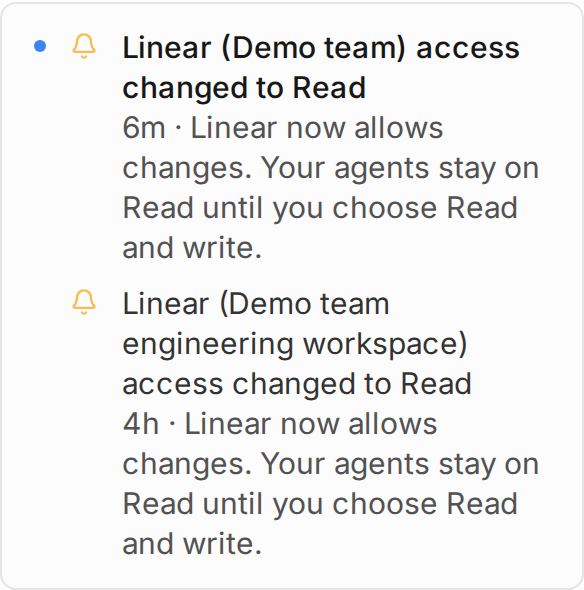 Linear (Demo team) access
changed to Read
6m · Linear now allows
changes. Your agents stay on
Read until you choose Read
and write.
Linear (Demo team
engineering workspace)
access changed to Read
4h · Linear now allows
changes. Your agents stay on
Read until you choose Read
and write.